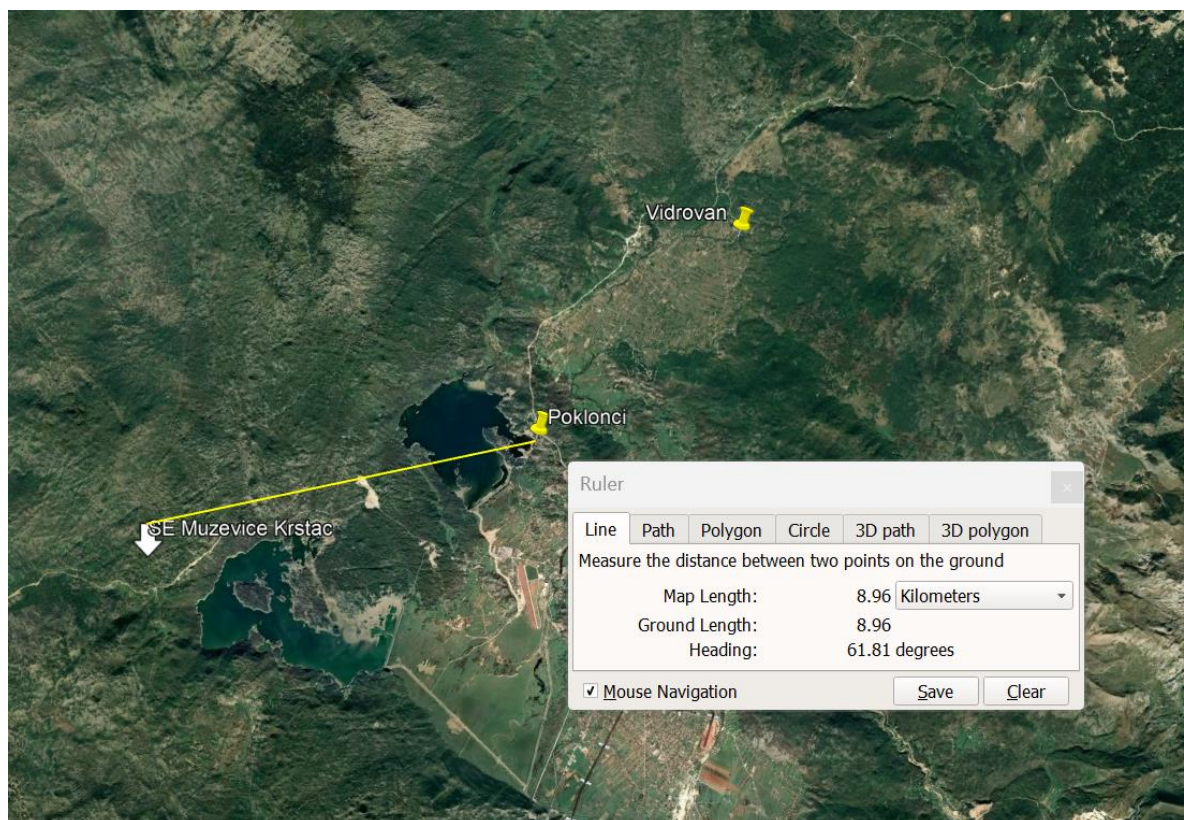 Vidrovan
Poklonci
SE Muzevice Krstac
Ruler
Line Path Polygon Circle 3D path 3D polygon
Measure the distance between two points on the ground
Map Length: 8.96 Kilometers
Ground Length: 8.96
Heading: 61.81 degrees
Mouse Navigation Save Clear